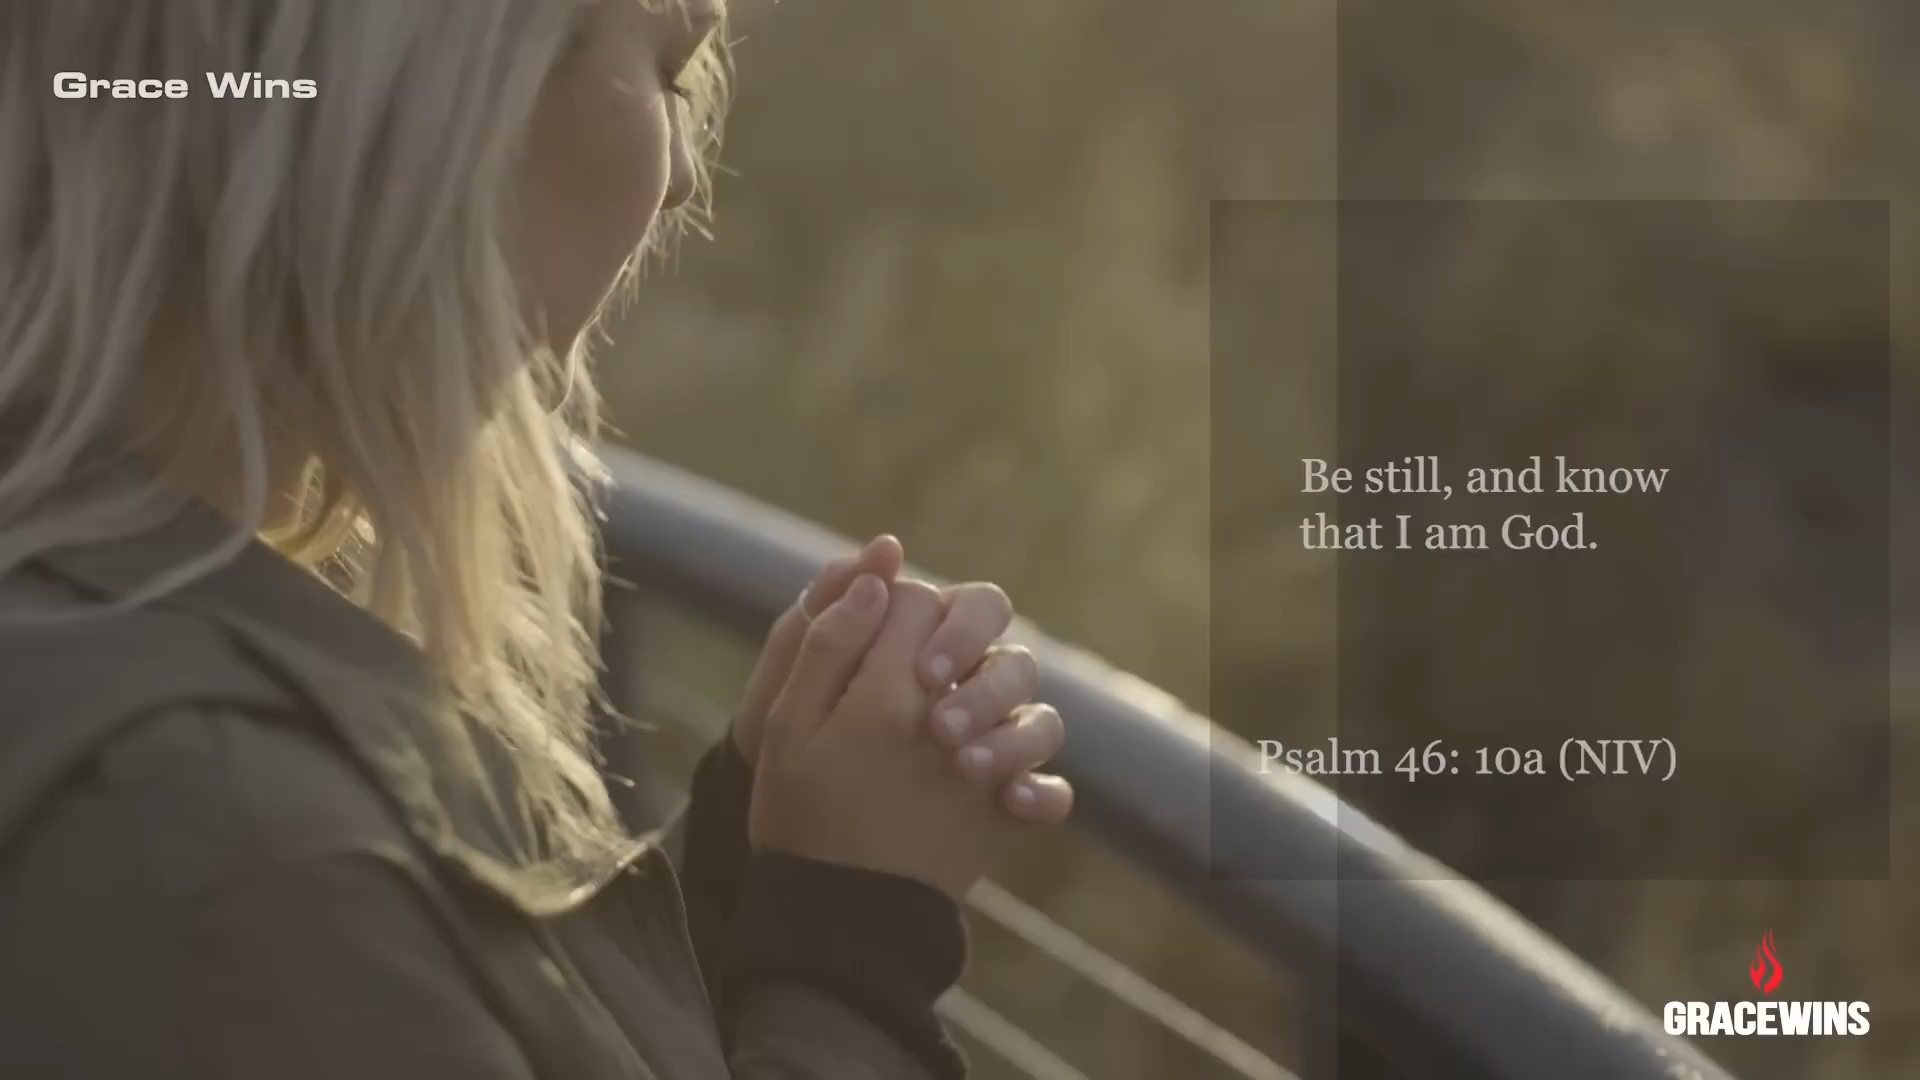 Grace Wins
Be still, and know
that I am God.
Psalm 46: 10a (NIV)
GRACEWINS